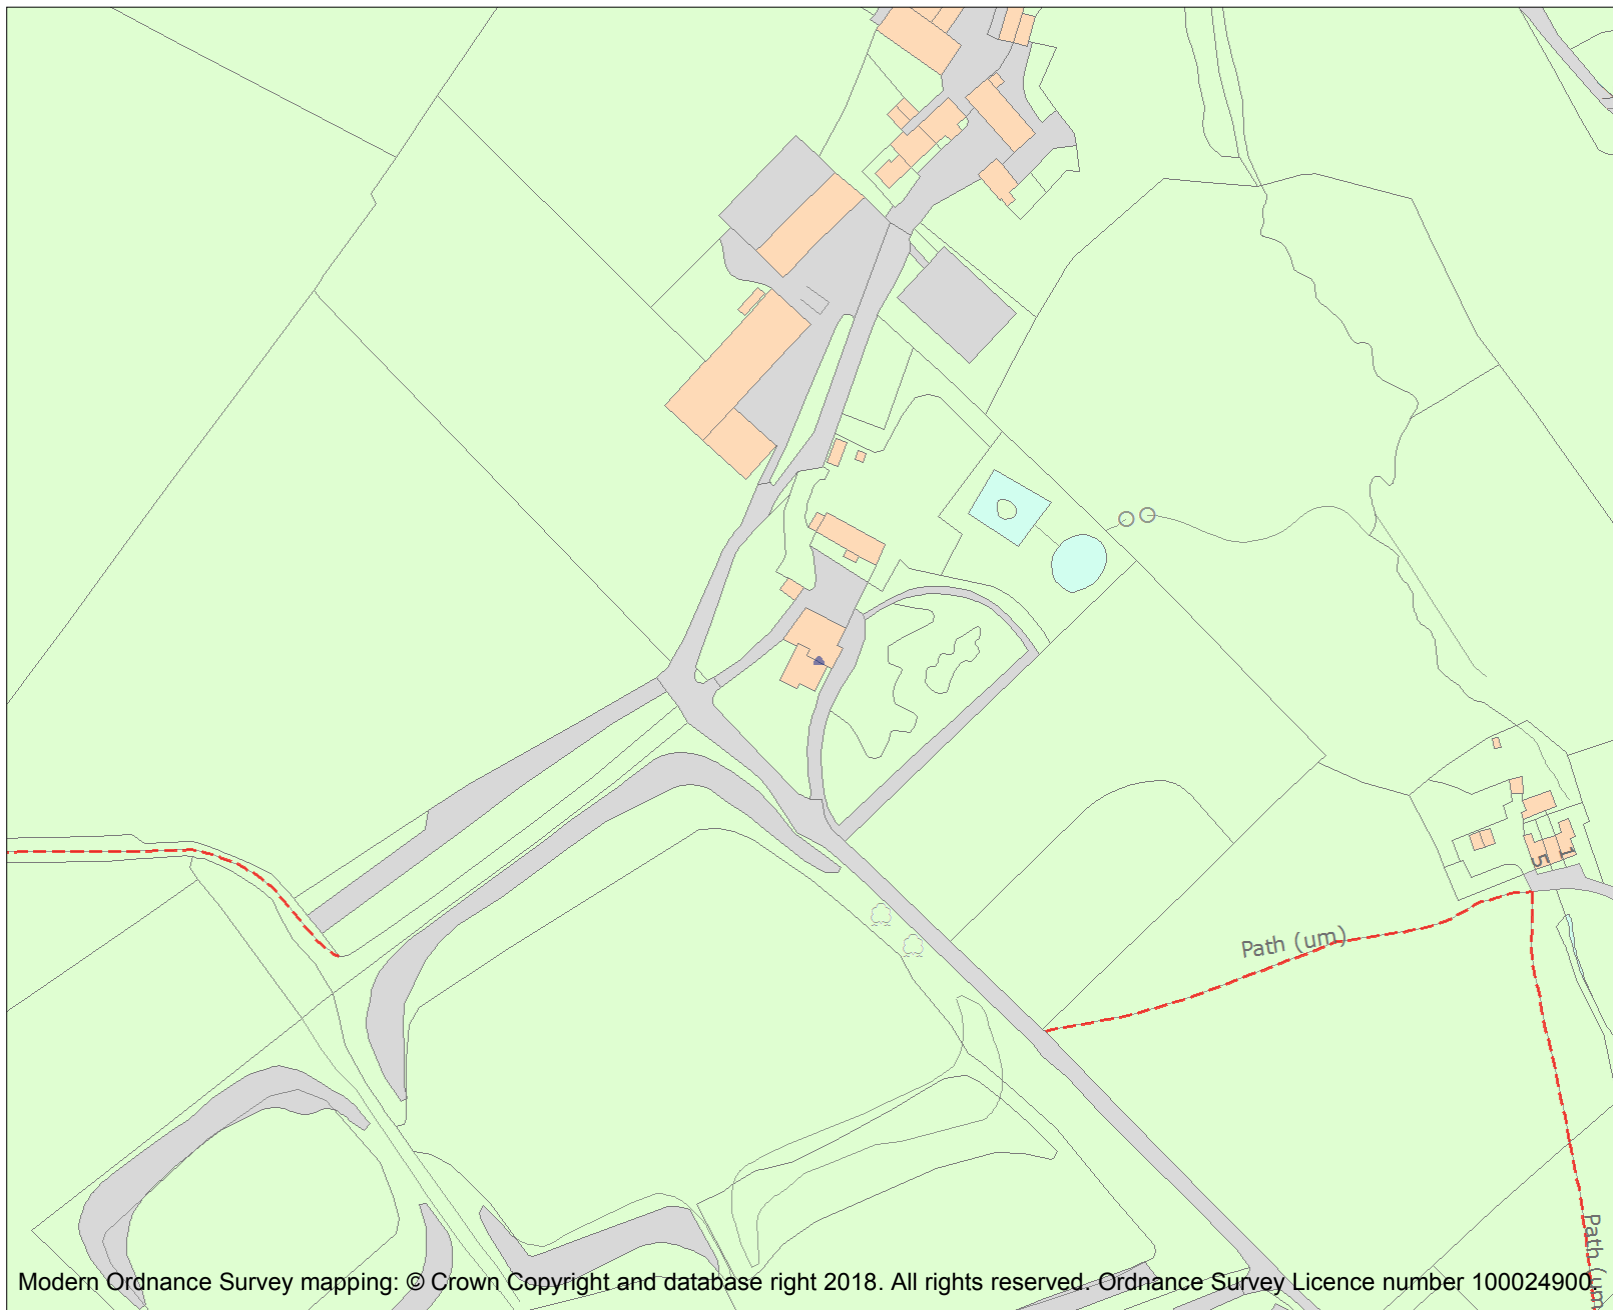 1
5
Path (um)
Path (um
Modern Ordnance Survey mapping: © Crown Copyright and database right 2018. All rights reserved. Ordnance Survey Licence number 100024900.